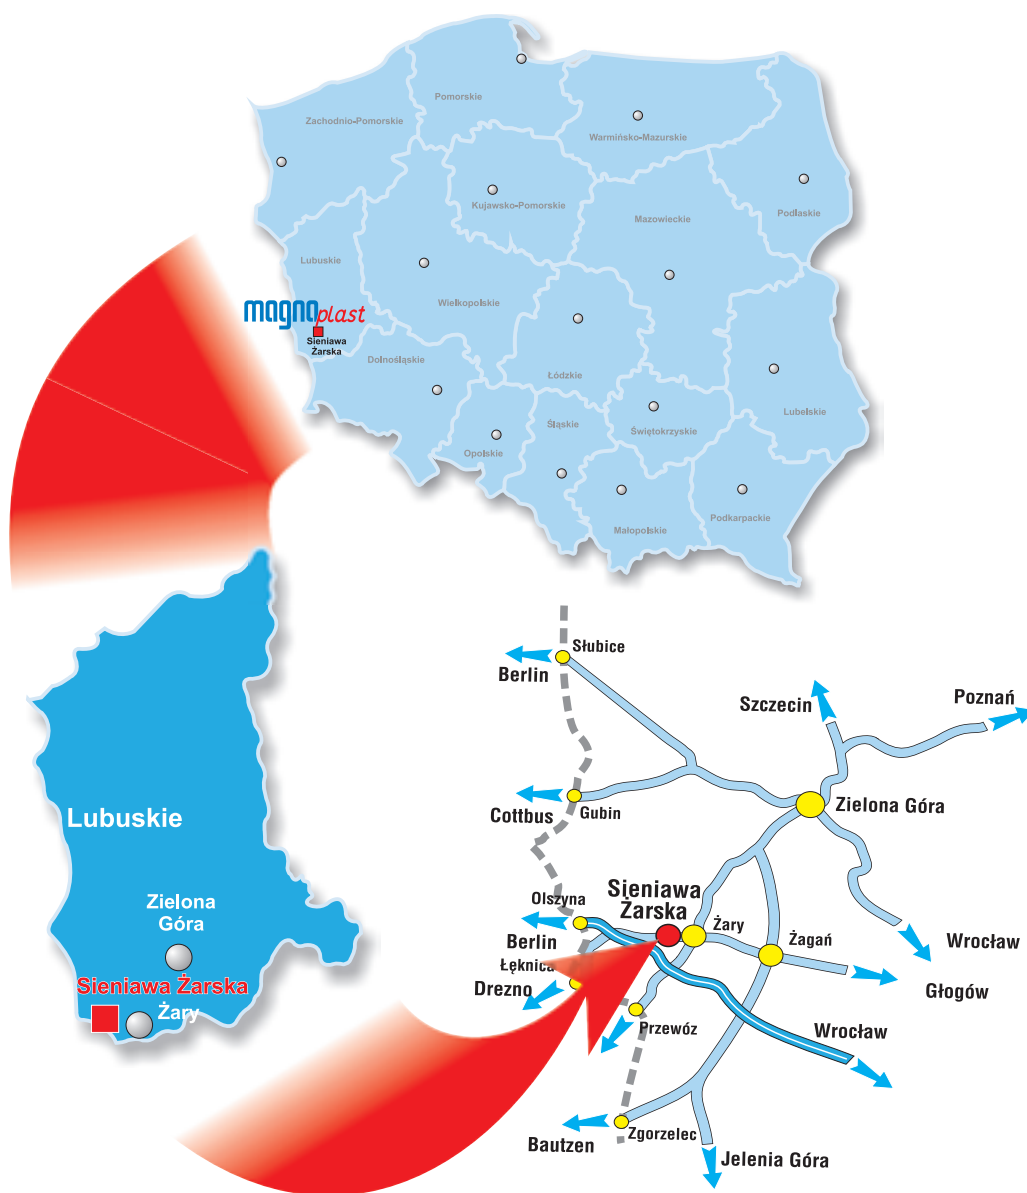 Pomorskie
Zachodnio-Pomorskie
Warmińsko-Mazurskie
Kujawsko-Pomorskie
Podlaskie
Mazowieckie
Lubuskie
Wielkopolskie
magnaplast
Sieniawa
Żarska
Dolnośląskie
Łódzkie
Lubelskie
Śląskie
Świętokrzyskie
Opolskie
Podkarpackie
Małopolskie
Lubuskie
Zielona
Góra
Sieniawa Żarska
Żary
Słubice
Berlin
Szczecin
Poznań
Cottbus
Gubin
Zielona Góra
Olszyna
Sieniawa
Żarska
Żary
Żagań
Wrocław
Berlin
Łęknica
Drezno
Głogów
Przewóz
Wrocław
Zgorzelec
Bautzen
Jelenia Góra